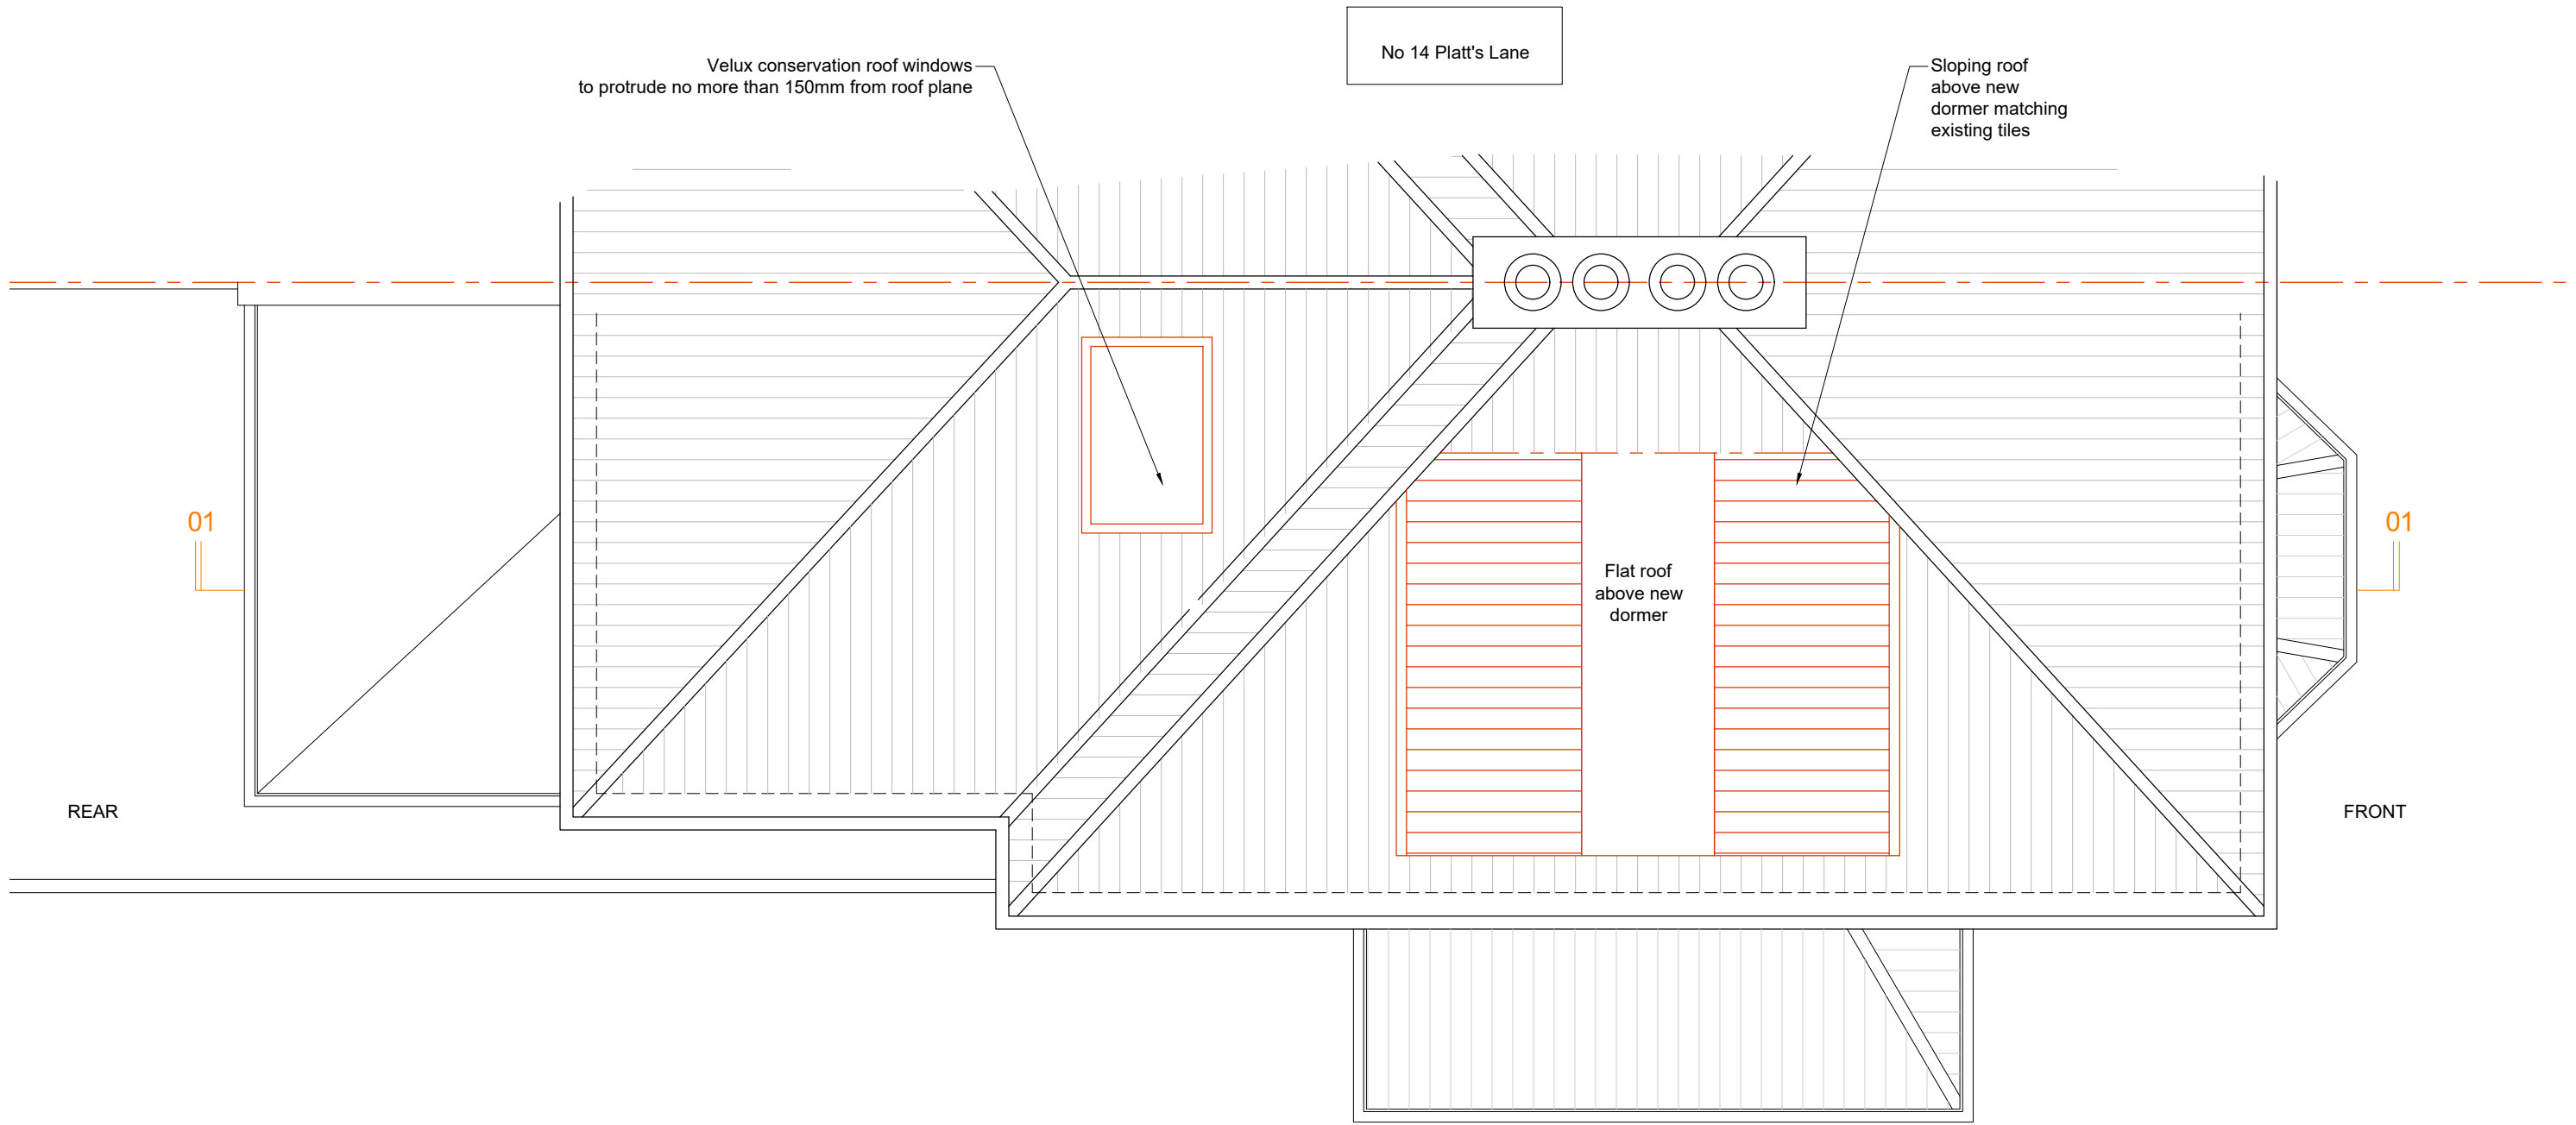 No 14 Platt's Lane
Velux conservation roof windows
to protrude no more than 150mm from roof plane
Sloping roof
above new
dormer matching
existing tiles
01
01
Flat roof
above new
dormer
REAR
FRONT